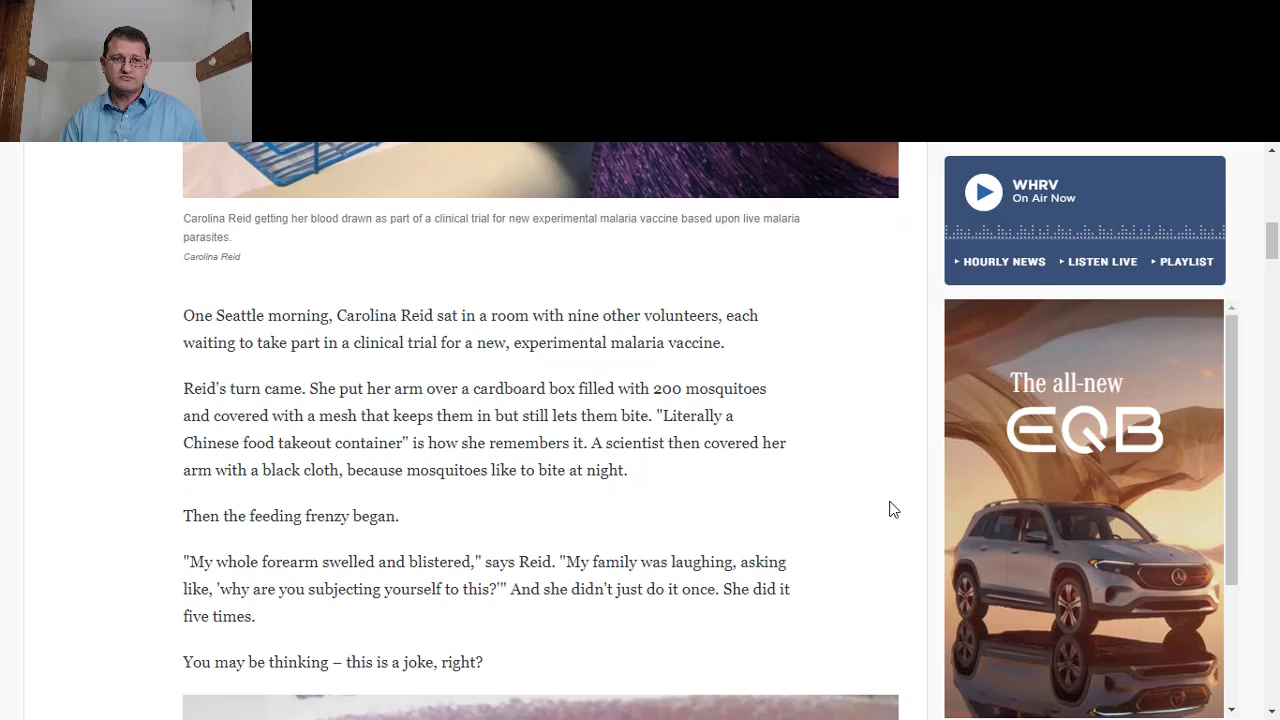 Carolina Reid getting her blood drawn as part of a clinical trial for new experimental malaria vaccine based upon live malaria
parasites.
Carolina Reid
One Seattle morning, Carolina Reid sat in a room with nine other volunteers, each
waiting to take part in a clinical trial for a new, experimental malaria vaccine.
Reid's turn came. She put her arm over a cardboard box filled with 200 mosquitoes
and covered with a mesh that keeps them in but still lets them bite. "Literally a
Chinese food takeout container" is how she remembers it. A scientist then covered her
arm with a black cloth, because mosquitoes like to bite at night.
Then the feeding frenzy began.
"My whole forearm swelled and blistered," says Reid. "My family was laughing, asking
like, 'why are you subjecting yourself to this?'" And she didn't just do it once. She did it
five times.
You may be thinking – this is a joke, right?
WHRV
On Air Now
HOURLY NEWS
LISTEN LIVE
PLAYLIST
The all-new
EQB